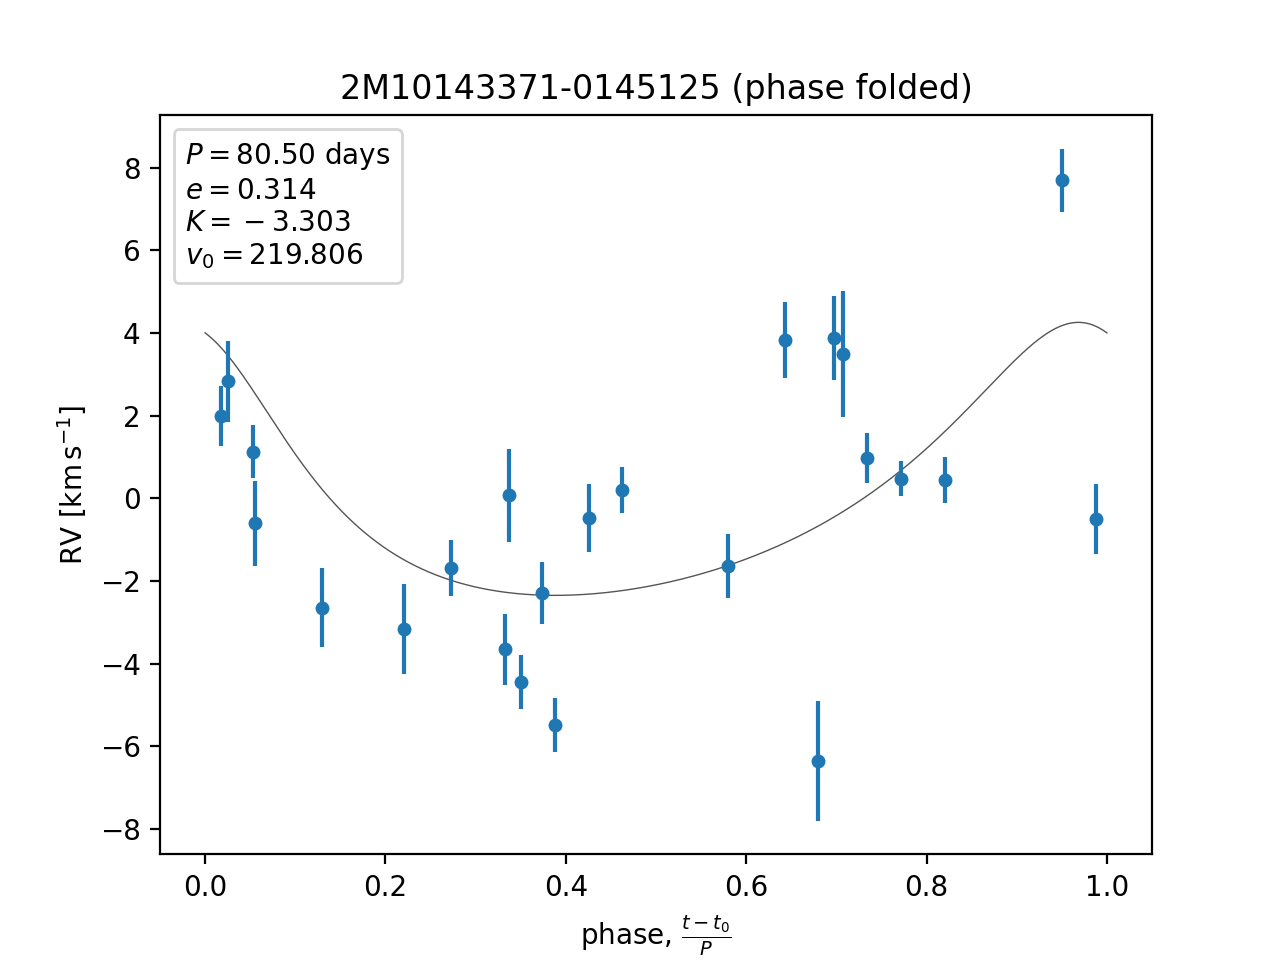 2M10143371-0145125 (phase folded)
P = 80.50 days
e = 0.314
K = −3.303
v₀ = 219.806
8
6
4
2
0
−2
−4
−6
−8
RV [km s⁻¹]
0.0 0.2 0.4 0.6 0.8 1.0
phase, (t − t₀)/P